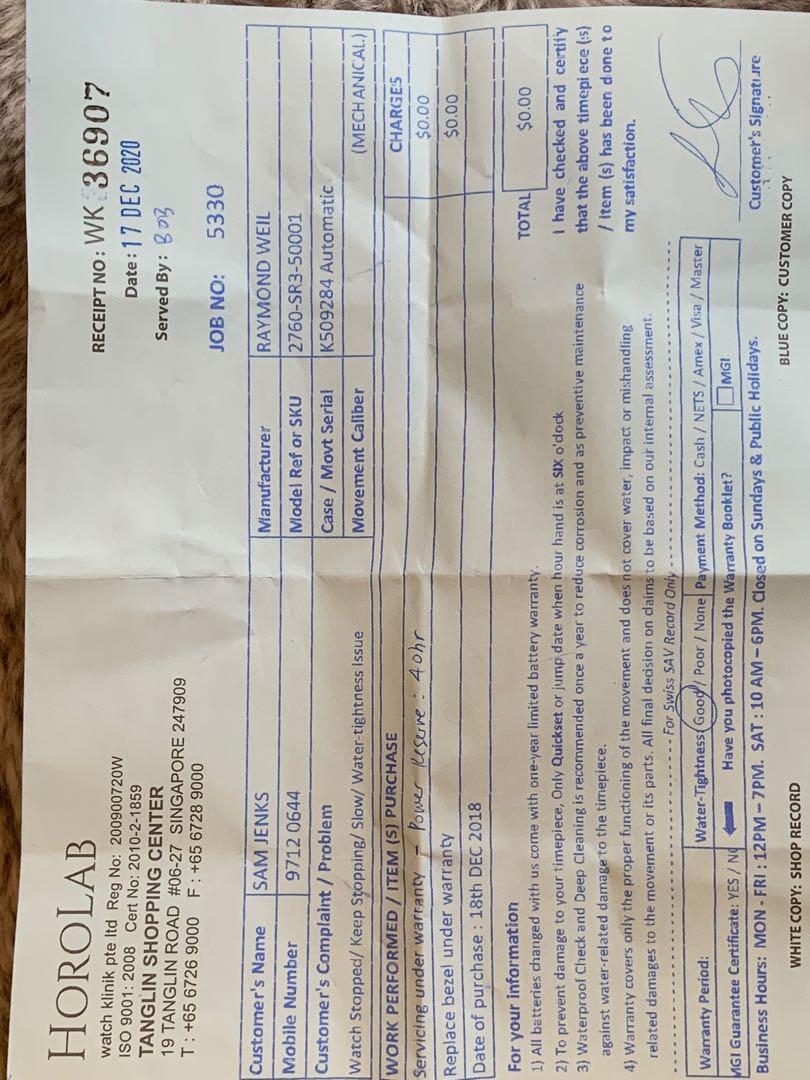 HOROLAB
watch klinik pte ltd Reg No: 200900720W
ISO 9001: 2008 Cert No: 2010-2-1859
TANGLIN SHOPPING CENTER
19 TANGLIN ROAD #06-27 SINGAPORE 247909
T : +65 6726 9000 F : +65 6728 9000
RECEIPT NO : WK 36907
Date : 17 DEC 2020
Served By : BOB
JOB NO: 5330
Customer's Name SAM JENKS Manufacturer RAYMOND WEIL
Mobile Number 9712 0644 Model Ref or SKU 2760-SR3-50001
Customer's Complaint / Problem Case / Movt Serial K509284 Automatic
Watch Stopped/ Keep Stopping/ Slow/ Water-tightness Issue Movement Caliber (MECHANICAL)
WORK PERFORMED / ITEM (S) PURCHASE CHARGES
Servicing under warranty – Power Reserve : 40hr $0.00
Replace bezel under warranty $0.00
Date of purchase : 18th DEC 2018
TOTAL $0.00
For your information
1) All batteries changed with us come with one-year limited battery warranty.
2) To prevent damage to your timepiece, Only Quickset or jump date when hour hand is at SIX o'clock
3) Waterproof Check and Deep Cleaning is recommended once a year to reduce corrosion and as preventive maintenance
against water-related damage to the timepiece.
4) Warranty covers only the proper functioning of the movement and does not cover water, impact or mishandling
related damages to the movement or its parts. All final decision on claims to be based on our internal assessment.
I have checked and certify
that the above timepiece (s)
/ item (s) has been done to
my satisfaction.
For Swiss SAV Record Only
Warranty Period: Water-Tightness: Good / Poor / None Payment Method: Cash / NETS / Amex / Visa / Master
MGI Guarantee Certificate: YES / NO Have you photocopied the Warranty Booklet? MGI
Customer's Signature
Business Hours: MON - FRI : 12PM – 7PM. SAT : 10 AM – 6PM. Closed on Sundays & Public Holidays.
WHITE COPY: SHOP RECORD BLUE COPY: CUSTOMER COPY